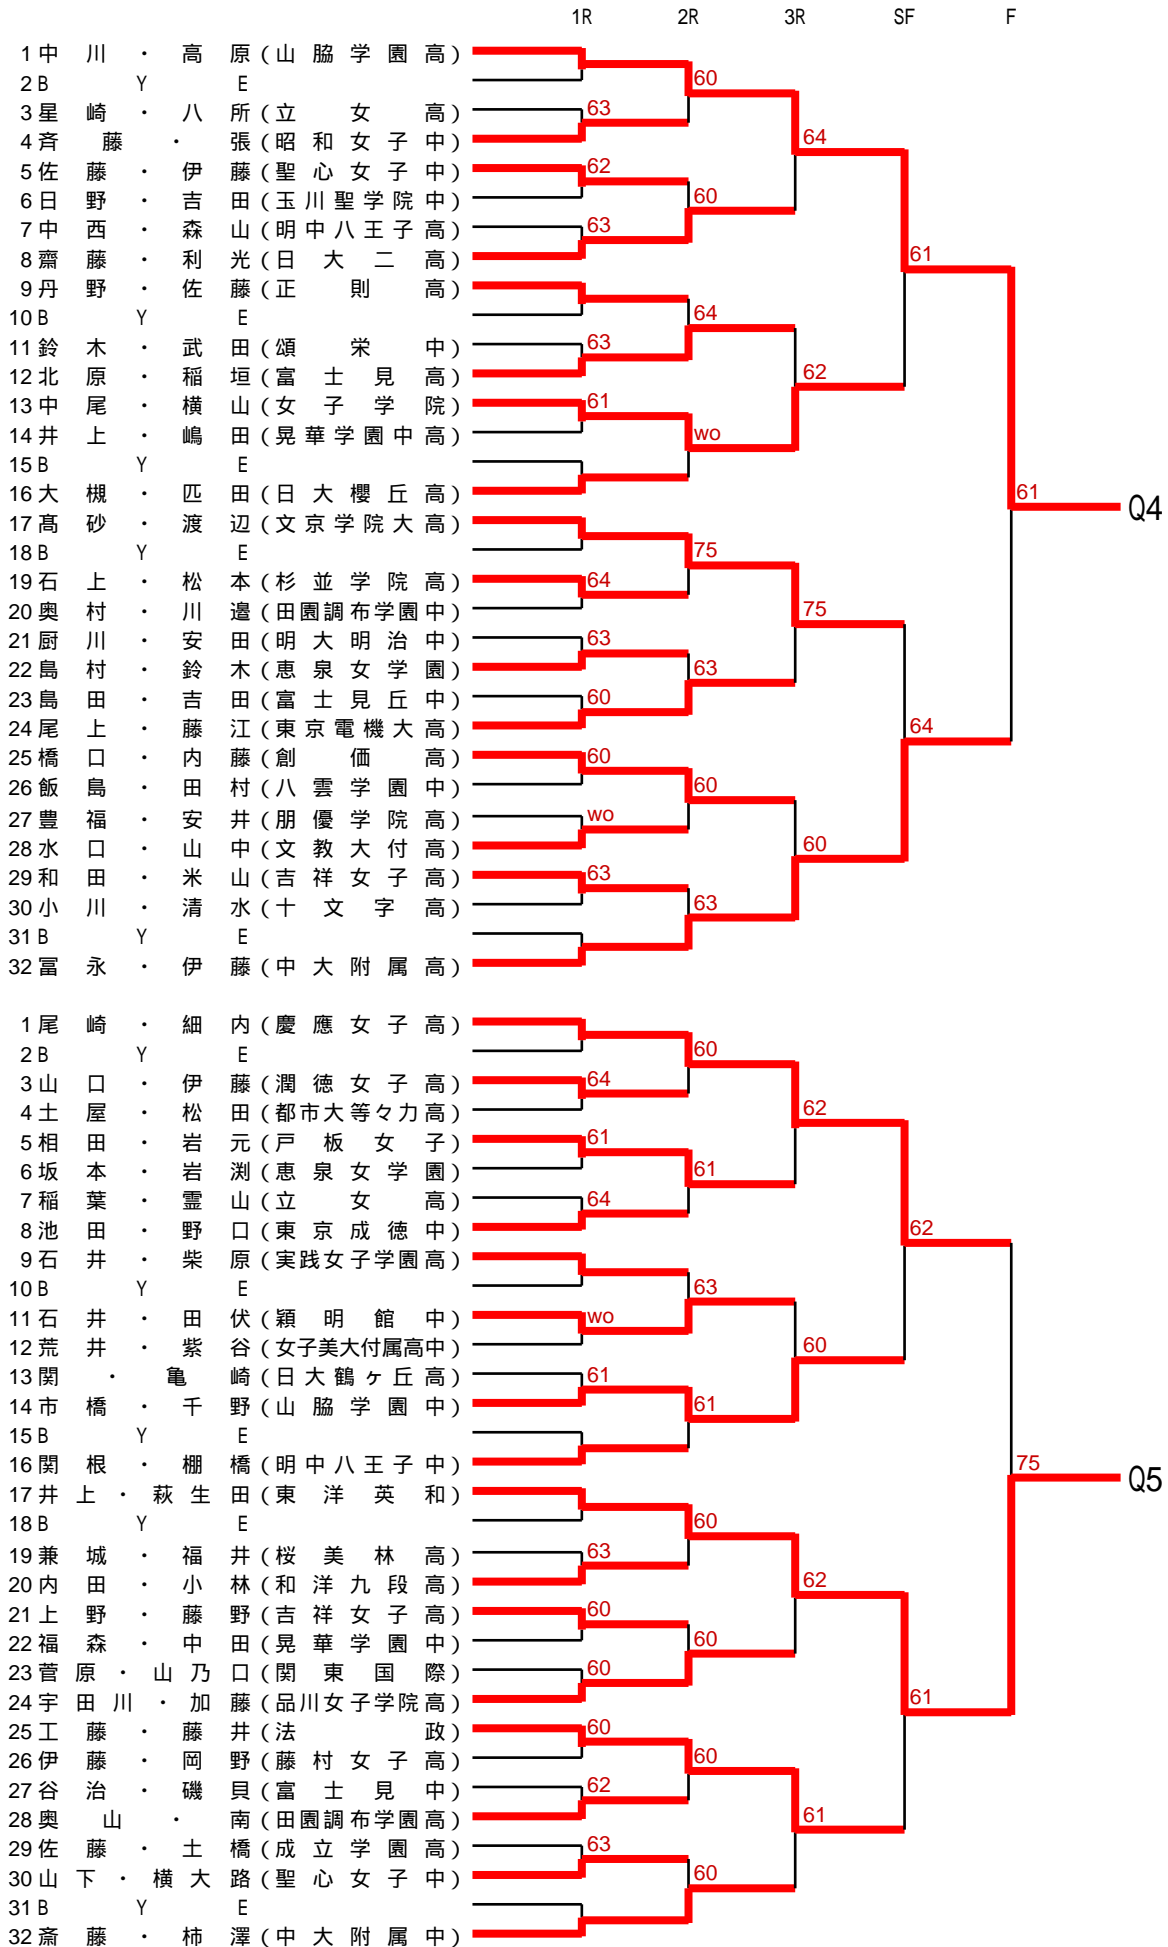 1R 2R 3R SF F
1 中川・高原(山脇学園高)
2 BYE
60
3 星崎・八所(立女高) 63
4 斉藤・張(昭和女子中) 64
5 佐藤・伊藤(聖心女子中) 62
6 日野・吉田(玉川聖学院中) 60
7 中西・森山(明中八王子高) 63
8 齋藤・利光(日大二高) 61
9 丹野・佐藤(正則高)
10 BYE 64
11 鈴木・武田(頌栄中) 63
12 北原・稲垣(富士見高) 62
13 中尾・横山(女子学院) 61
14 井上・嶋田(晃華学園中高) wo
15 BYE
16 大槻・匹田(日大櫻丘高) 61
Q4
17 髙砂・渡辺(文京学院大高)
18 BYE 75
19 石上・松本(杉並学院高) 64
20 奥村・川邉(田園調布学園中) 75
21 厨川・安田(明大明治中) 63
22 島村・鈴木(恵泉女学園) 63
23 島田・吉田(富士見丘中) 60
24 尾上・藤江(東京電機大高) 64
25 橋口・内藤(創価高) 60
26 飯島・田村(八雲学園中) 60
27 豊福・安井(朋優学院高) wo
28 水口・山中(文教大付高) 60
29 和田・米山(吉祥女子高) 63
30 小川・清水(十文字高) 63
31 BYE
32 冨永・伊藤(中大附属高)
1 尾崎・細内(慶應女子高)
2 BYE 60
3 山口・伊藤(潤徳女子高) 64
4 土屋・松田(都市大等々力高) 62
5 相田・岩元(戸板女子) 61
6 坂本・岩渕(恵泉女学園) 61
7 稲葉・霊山(立女高) 64
8 池田・野口(東京成徳中) 62
9 石井・柴原(実践女子学園高)
10 BYE 63
11 石井・田伏(穎明館中) wo
12 荒井・紫谷(女子美大付属高中) 60
13 関・亀崎(日大鶴ヶ丘高) 61
14 市橋・千野(山脇学園中) 61
15 BYE
16 関根・棚橋(明中八王子中) 75
Q5
17 井上・萩生田(東洋英和)
18 BYE 60
19 兼城・福井(桜美林高) 63
20 内田・小林(和洋九段高) 62
21 上野・藤野(吉祥女子高) 60
22 福森・中田(晃華学園中) 60
23 菅原・山乃口(関東国際) 60
24 宇田川・加藤(品川女子学院高) 61
25 工藤・藤井(法政) 60
26 伊藤・岡野(藤村女子高) 60
27 谷治・磯貝(富士見中) 62
28 奥山・南(田園調布学園高) 61
29 佐藤・土橋(成立学園高) 63
30 山下・横大路(聖心女子中) 60
31 BYE
32 斎藤・柿澤(中大附属中)